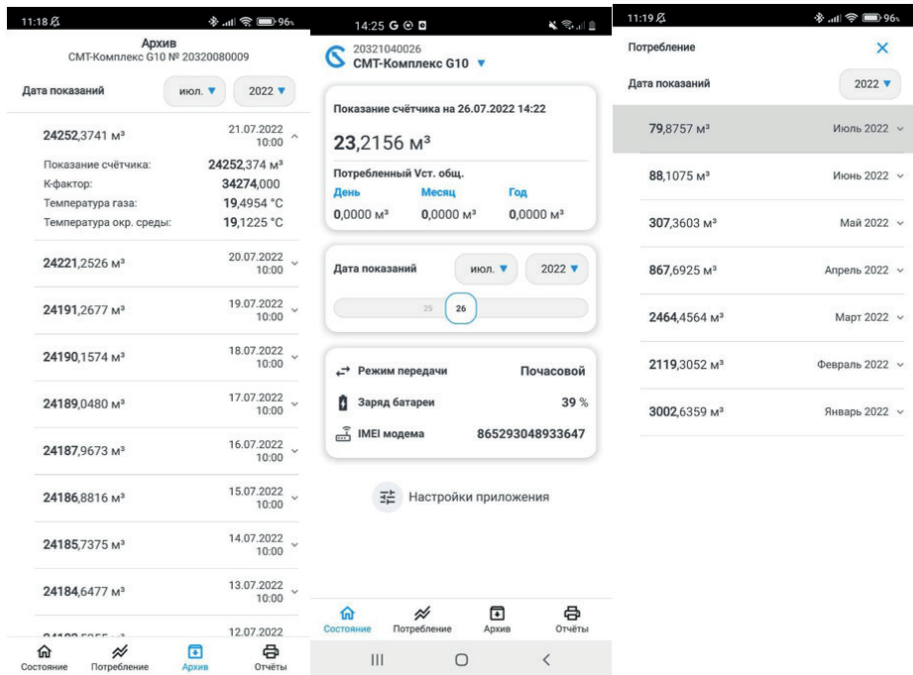 11:18
96%
Архив
СМТ-Комплекс G10 № 20320080009
Дата показаний
июл. ▼
2022 ▼
24252,3741 м³
21.07.2022
10:00
Показание счётчика:
24252,374 м³
К-фактор:
34274,000
Температура газа:
19,4954 °C
Температура окр. среды:
19,1225 °C
24221,2526 м³
20.07.2022
10:00
24191,2677 м³
19.07.2022
10:00
24190,1574 м³
18.07.2022
10:00
24189,0480 м³
17.07.2022
10:00
24187,9673 м³
16.07.2022
10:00
24186,8816 м³
15.07.2022
10:00
24185,7375 м³
14.07.2022
10:00
24184,6477 м³
13.07.2022
10:00
12.07.2022
Состояние
Потребление
Архив
Отчёты
14:25 G
20321040026
СМТ-Комплекс G10 ▼
Показание счётчика на 26.07.2022 14:22
23,2156 м³
Потребленный Vст. общ.
День
Месяц
Год
0,0000 м³
0,0000 м³
0,0000 м³
Дата показаний
июл. ▼
2022 ▼
25
26
Режим передачи
Почасовой
Заряд батареи
39 %
IMEI модема
865293048933647
Настройки приложения
Состояние
Потребление
Архив
Отчёты
11:19
96%
Потребление
Дата показаний
2022 ▼
79,8757 м³
Июль 2022
88,1075 м³
Июнь 2022
307,3603 м³
Май 2022
867,6925 м³
Апрель 2022
2464,4564 м³
Март 2022
2119,3052 м³
Февраль 2022
3002,6359 м³
Январь 2022